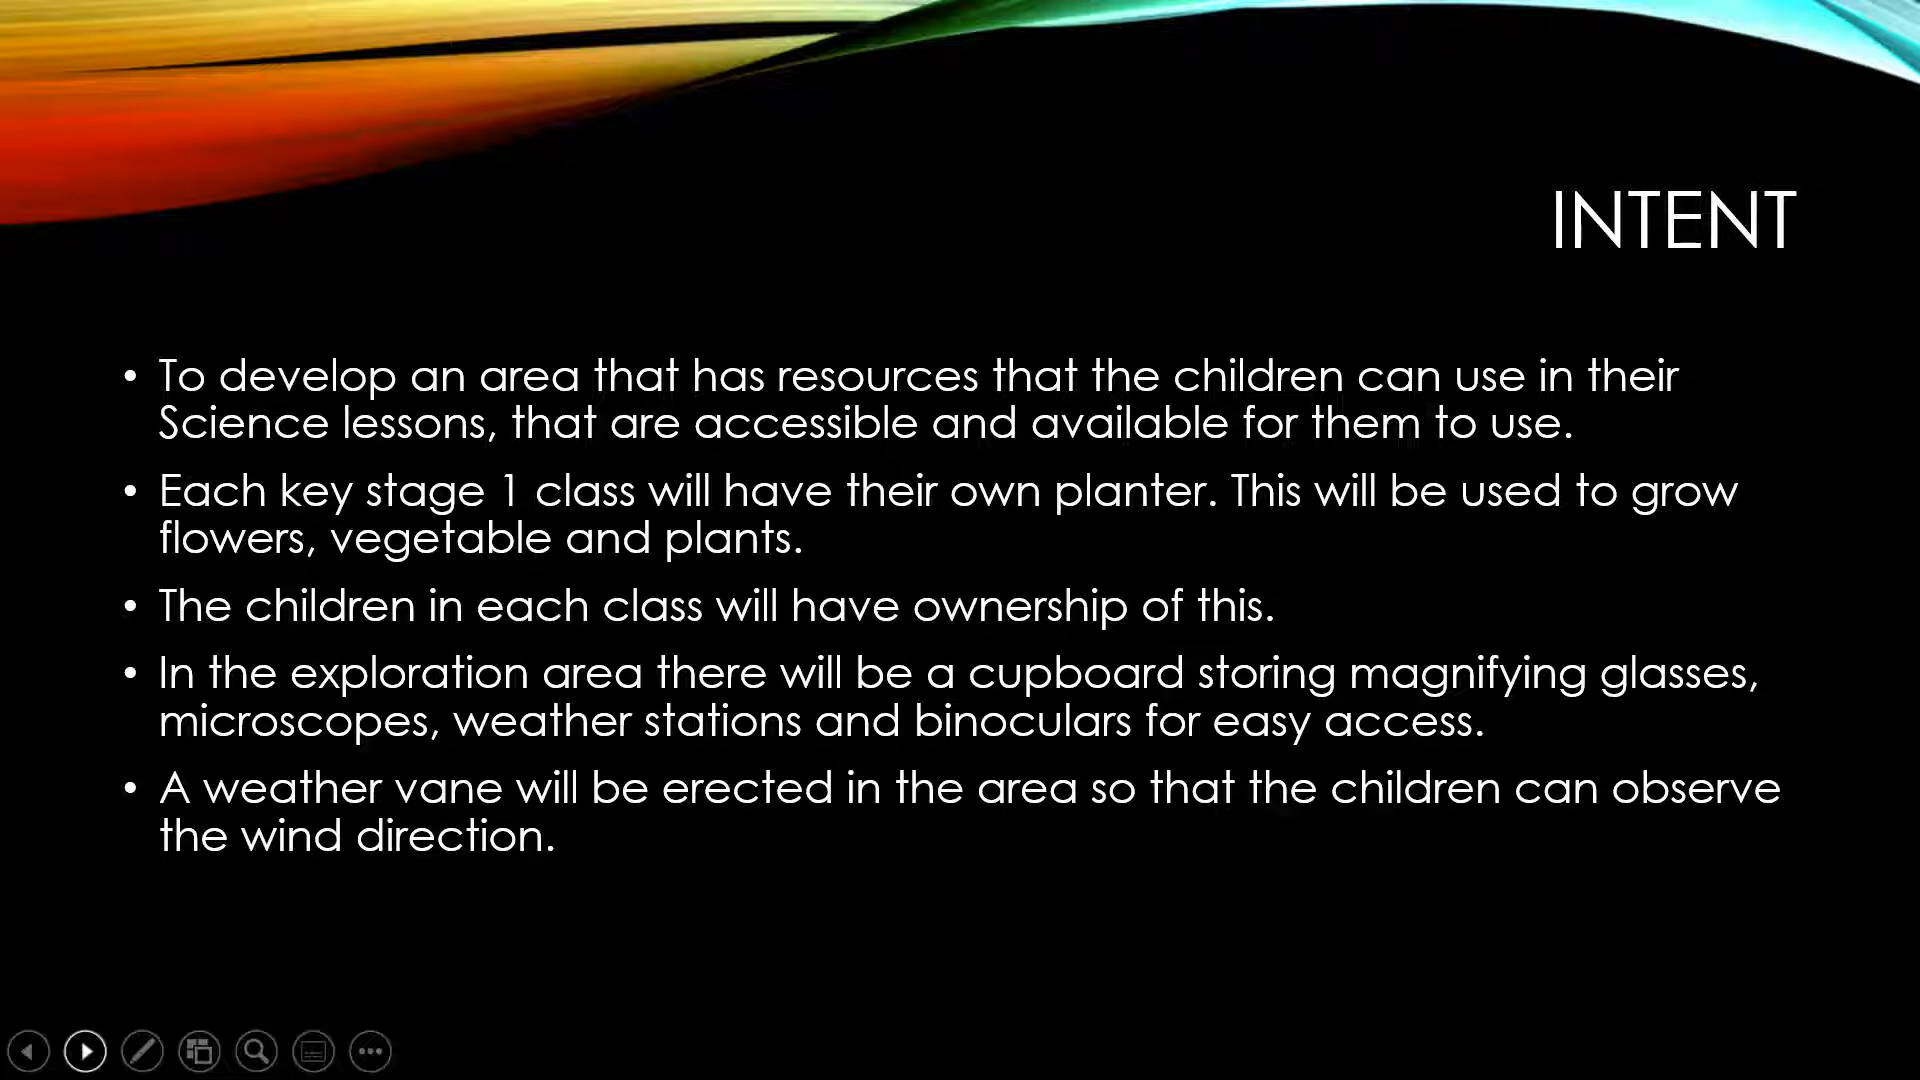 INTENT
• To develop an area that has resources that the children can use in their
Science lessons, that are accessible and available for them to use.
• Each key stage 1 class will have their own planter. This will be used to grow
flowers, vegetable and plants.
• The children in each class will have ownership of this.
• In the exploration area there will be a cupboard storing magnifying glasses,
microscopes, weather stations and binoculars for easy access.
• A weather vane will be erected in the area so that the children can observe
the wind direction.